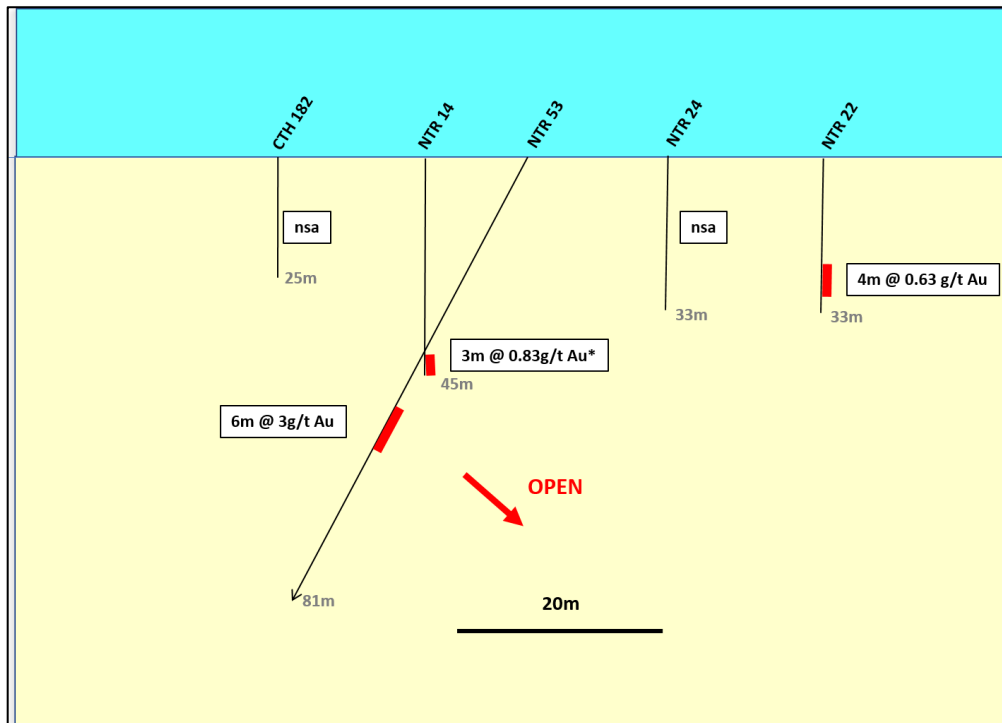 CTH 182
NTR 14
NTR 53
NTR 24
NTR 22
nsa
nsa
25m
4m @ 0.63 g/t Au
33m
33m
3m @ 0.83g/t Au*
45m
6m @ 3g/t Au
OPEN
81m
20m